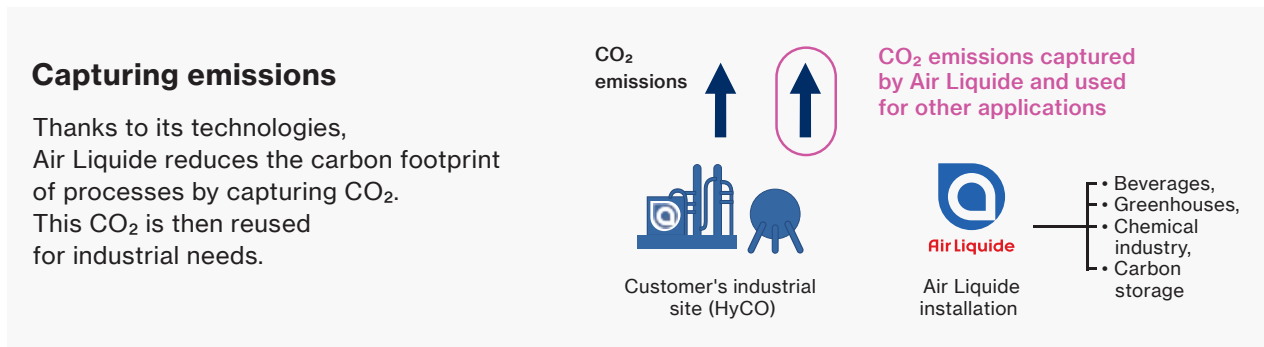 Capturing emissions
Thanks to its technologies,
Air Liquide reduces the carbon footprint
of processes by capturing CO₂.
This CO₂ is then reused
for industrial needs.
CO₂
emissions
CO₂ emissions captured
by Air Liquide and used
for other applications
Customer's industrial
site (HyCO)
Air Liquide
Air Liquide
installation
• Beverages,
• Greenhouses,
• Chemical
industry,
• Carbon
storage